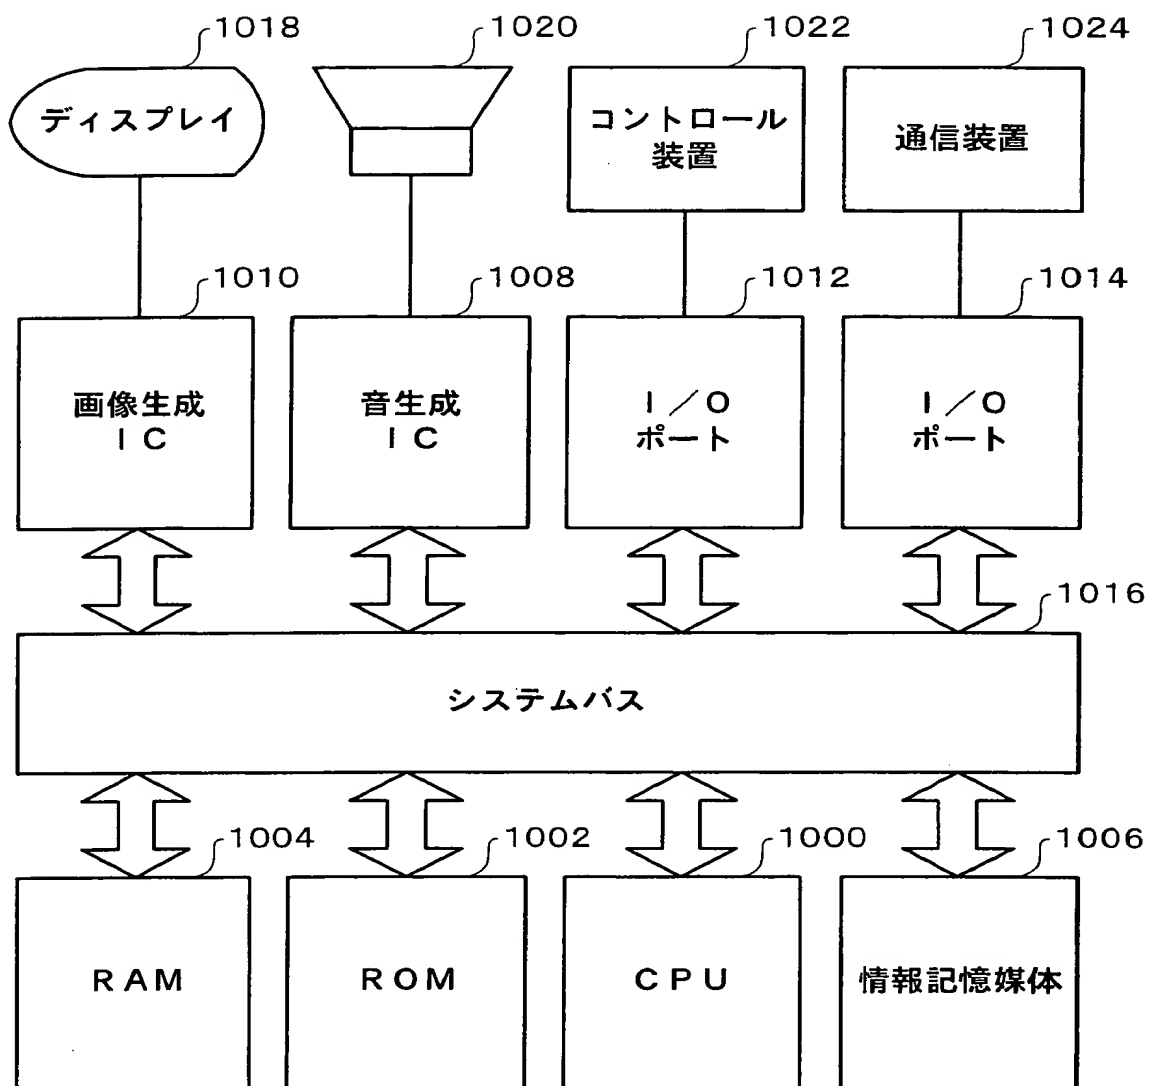 1018
1020
1022
1024
ディスプレイ
コントロール
装置
通信装置
1010
1008
1012
1014
画像生成
IC
音生成
IC
I/O
ポート
I/O
ポート
1016
システムバス
1004
1002
1000
1006
RAM
ROM
CPU
情報記憶媒体